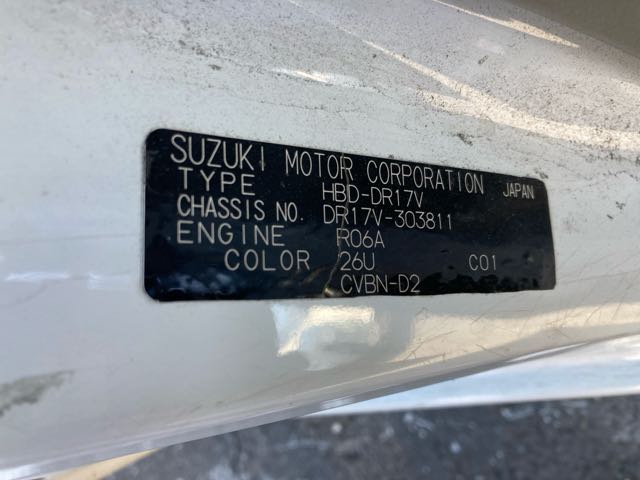 SUZUKI MOTOR CORPORATION JAPAN
TYPE HBD-DR17V
CHASSIS NO. DR17V-303811
ENGINE R06A
COLOR 26U C01
CVBN-D2